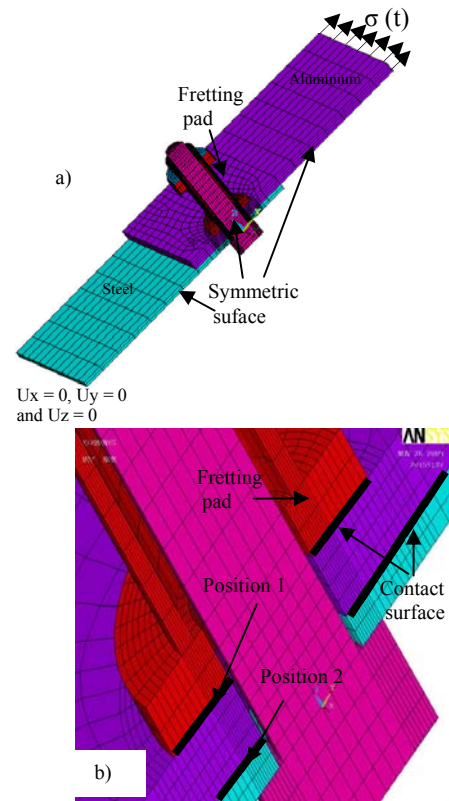 σ (t)
Aluminium
Fretting
pad
a)
Steel
Symmetric
suface
Ux = 0, Uy = 0
and Uz = 0
Fretting
pad
Contact
surface
Position 1
Position 2
b)